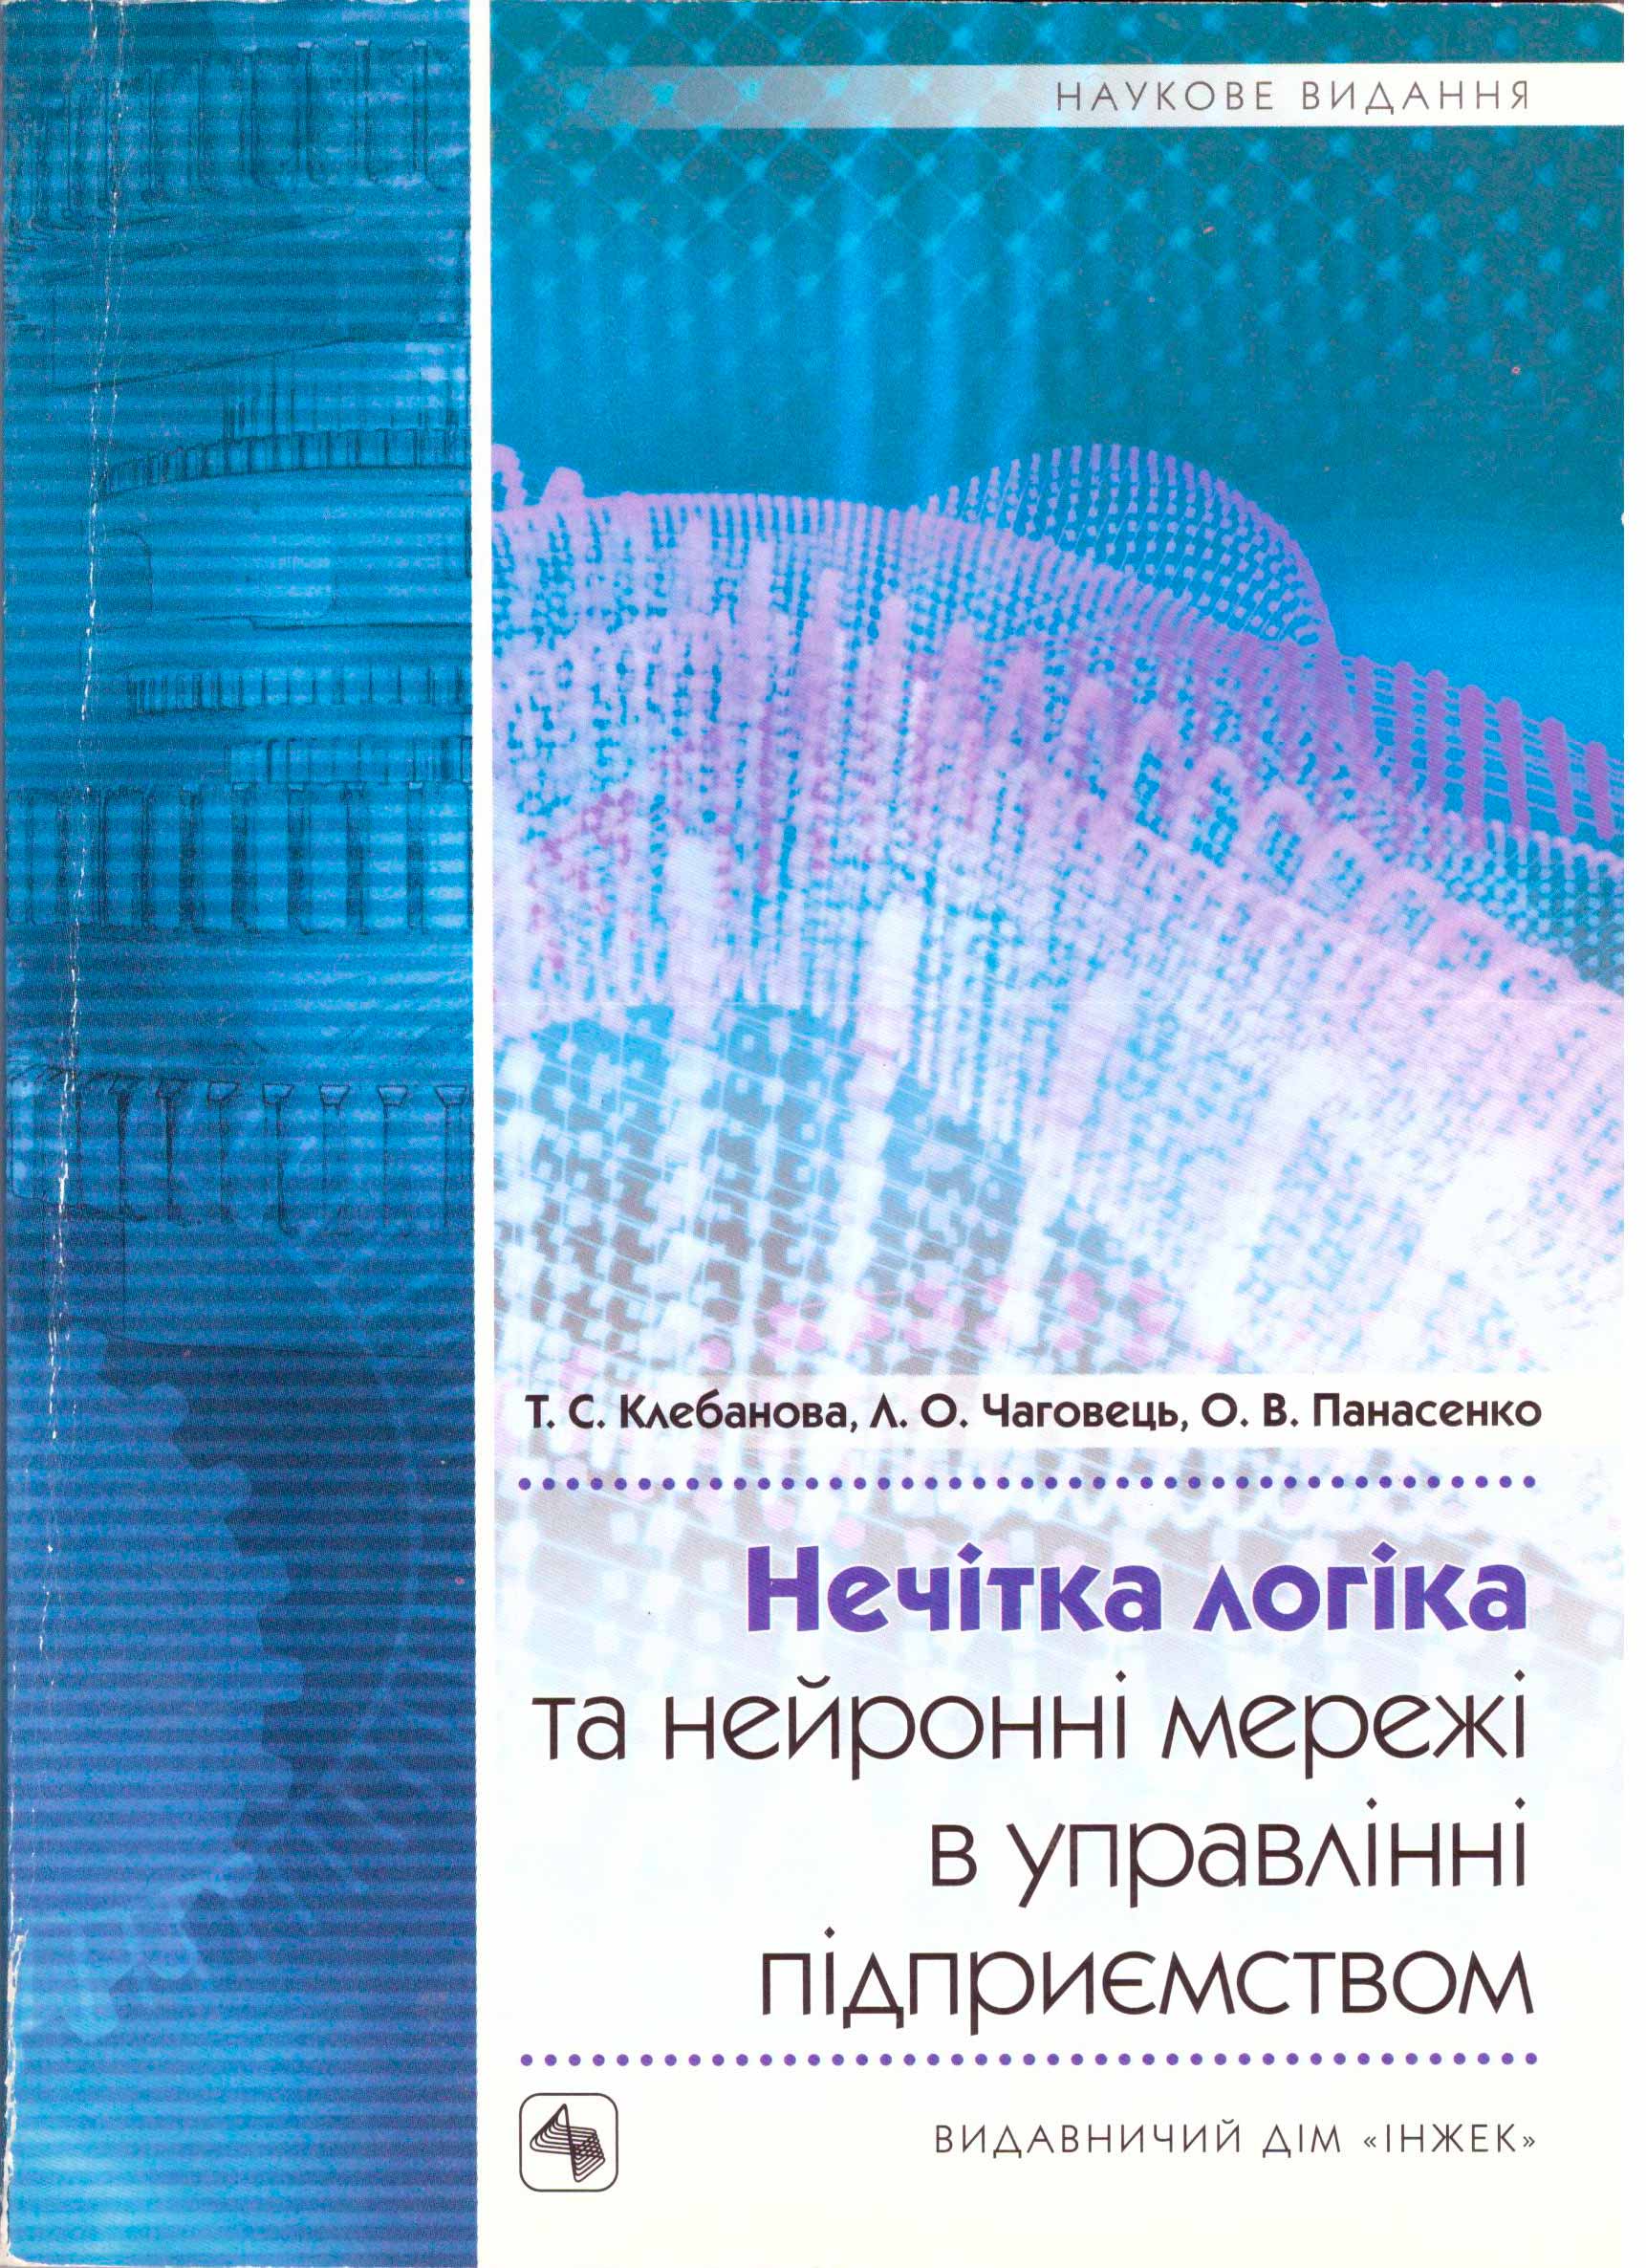 НАУКОВЕ ВИДАННЯ
Т. С. Клебанова, Л. О. Чаговець, О. В. Панасенко
Нечітка логіка
та нейронні мережі
в управлінні
підприємством
ВИДАВНИЧИЙ ДІМ «ІНЖЕК»